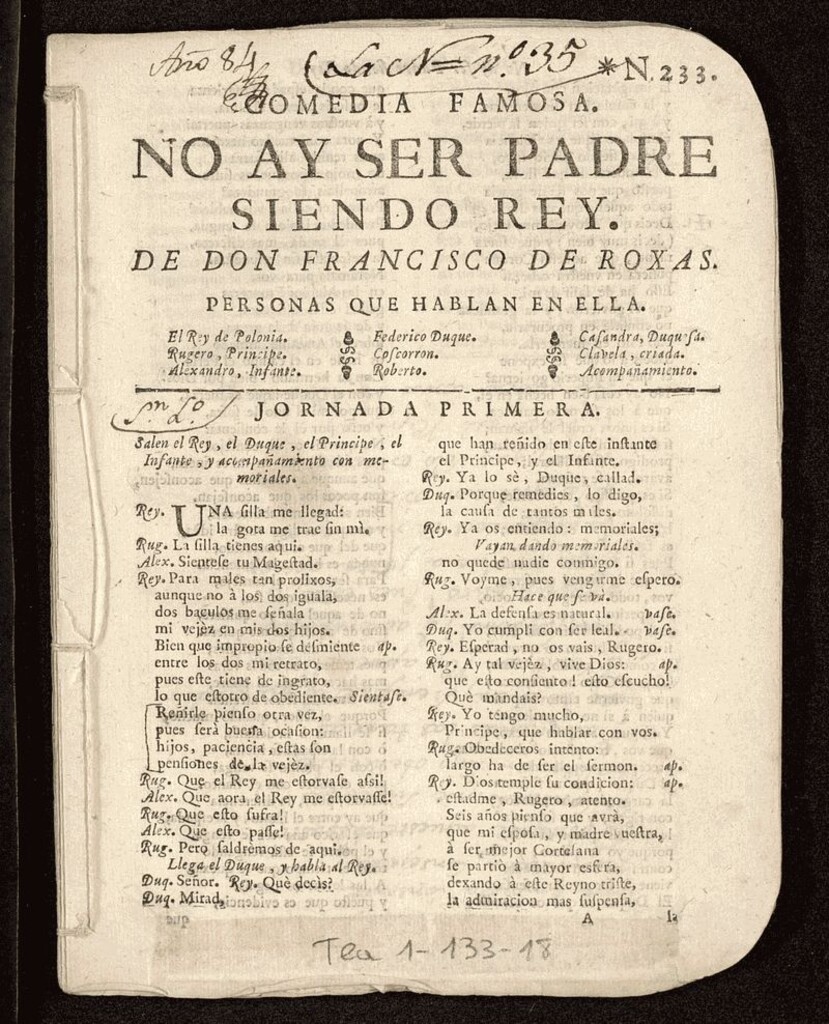 Año 84
(La N= nº. 35
*N. 233.
COMEDIA FAMOSA.
NO AY SER PADRE
SIENDO REY.
DE DON FRANCISCO DE ROXAS.
PERSONAS QUE HABLAN EN ELLA.
El Rey de Polonia.
Rugero, Principe.
Alexandro, Infante.
Federico Duque.
Coscorron.
Roberto.
Casandra, Duquesa.
Clavela, criada.
Acompañamiento.
JORNADA PRIMERA.
Salen el Rey, el Duque, el Principe, el
Infante, y acompañamiento con me-
moriales.
Rey. UNA silla me llegad:
la gota me trae sin mì.
Rug. La silla tienes aqui.
Alex. Sientese tu Magestad.
Rey. Para males tan prolixos,
aunque no à los dos iguala,
dos baculos me señala
mi vejèz en mis dos hijos.
Bien que impropio se desmiente ap.
entre los dos mi retrato,
pues este tiene de ingrato,
lo que estotro de obediente. Sientase.
Reñirle pienso otra vez,
pues serà buena ocasion:
hijos, paciencia, estas son
pensiones de la vejèz.
Rug. Que el Rey me estorvase assi!
Alex. Que aora el Rey me estorvasse!
Rug. Que esto sufra!
Alex. Que esto passe!
Rug. Pero saldrèmos de aqui.
Llega el Duque, y habla al Rey.
Duq. Señor. Rey. Què decìs?
Duq. Mirad,
que han reñido en este instante
el Principe, y el Infante.
Rey. Ya lo sè, Duque, callad.
Duq. Porque remedies, lo digo,
la causa de tantos males.
Rey. Ya os entiendo: memoriales;
Vayan dando memoriales.
no quede nadie conmigo.
Rug. Voyme, pues vengarme espero.
Hace que se và.
Alex. La defensa es natural. vase.
Duq. Yo cumplì con ser leal. vase.
Rey. Esperad, no os vais, Rugero.
Rug. Ay tal vejèz, vive Dios: ap.
que esto consiento! esto escucho!
Què mandais?
Rey. Yo tengo mucho,
Principe, que hablar con vos.
Rug. Obedeceros intento:
largo ha de ser el sermon. ap.
Rey. Dios temple su condicion: ap.
estadme, Rugero, atento.
Seis años pienso que avrà,
que mi esposa, y madre vuestra,
à ser mejor Cortesana
se partiò à mayor esfera,
dexando à este Reyno triste,
la admiracion mas suspensa,
A la
Tea 1-133-18